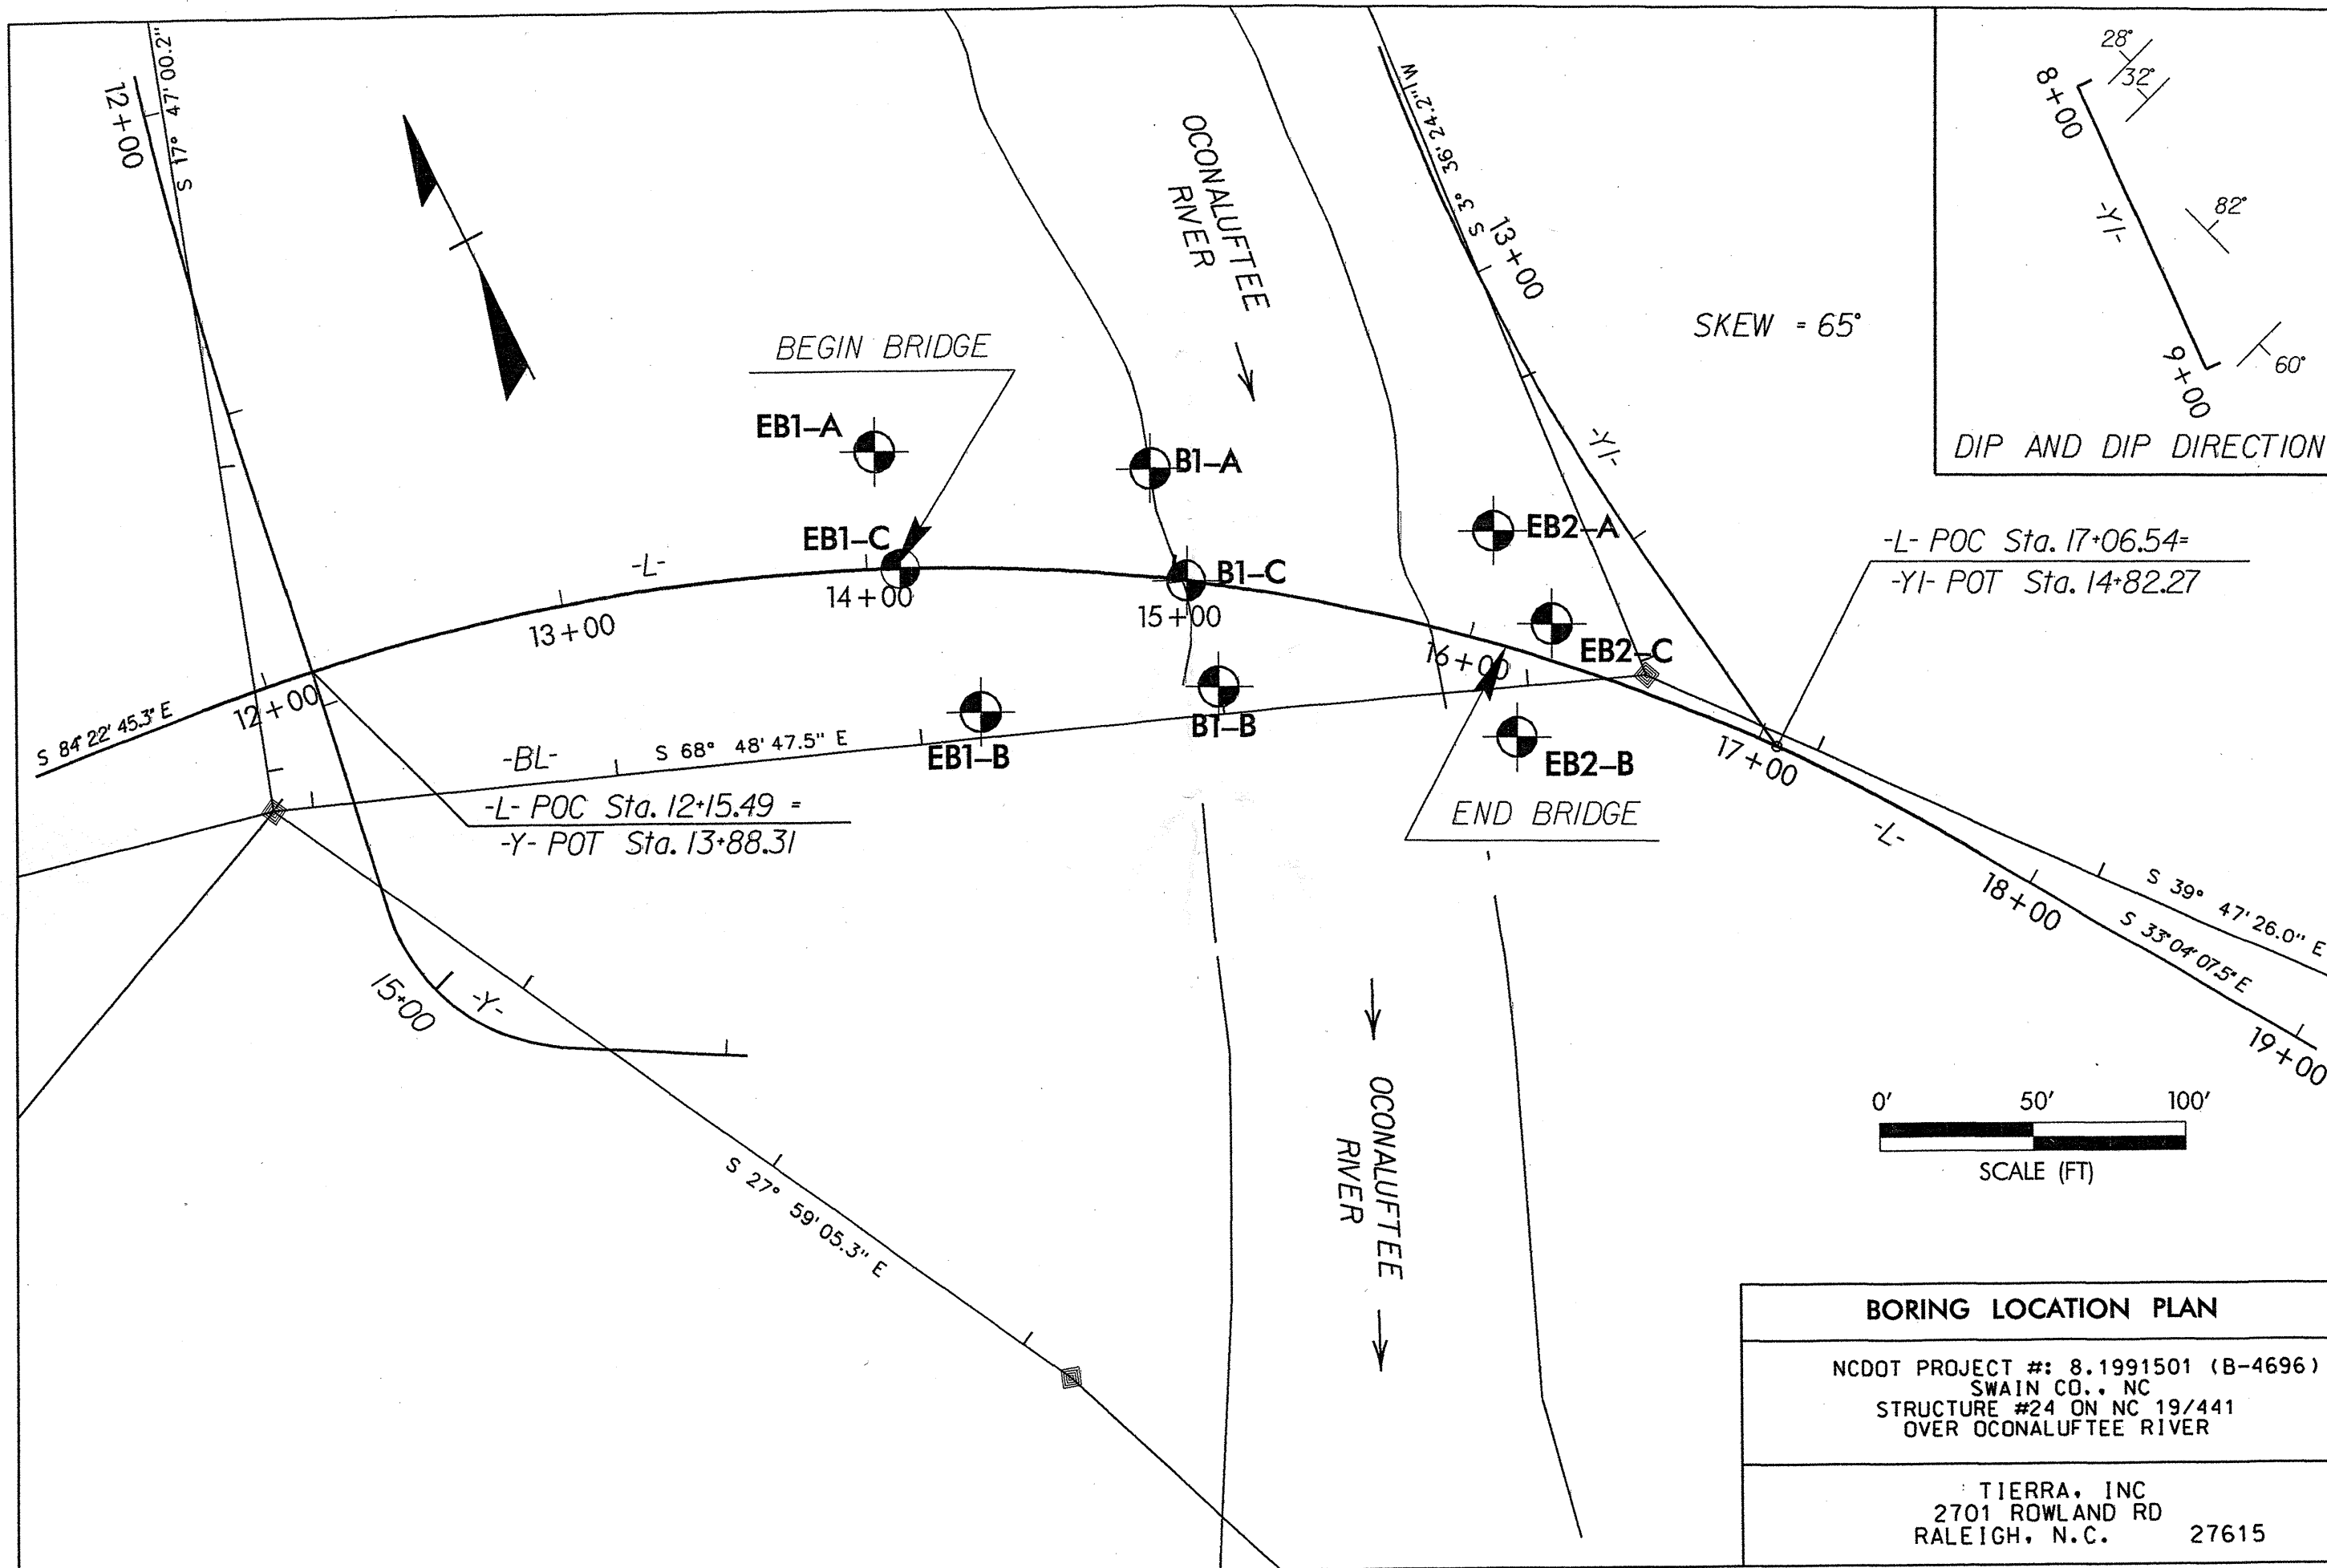 S 17° 47' 00.2"
12+00
S 3° 36' 24.2" W
13+00
OCONALUFTEE
RIVER
SKEW = 65°
28°
32°
8+00
-Y1-
82°
60°
9+00
DIP AND DIP DIRECTION
BEGIN BRIDGE
EB1-A
B1-A
-Y1-
EB1-C
-L-
14+00
13+00
B1-C
15+00
EB2-A
EB2-C
16+00
-L- POC Sta. 17+06.54=
-Y1- POT Sta. 14+82.27
S 84° 22' 45.3" E
12+00
-BL-
S 68° 48' 47.5" E
EB1-B
B1-B
EB2-B
17+00
END BRIDGE
-L- POC Sta. 12+15.49 =
-Y- POT Sta. 13+88.31
-L-
18+00
S 39° 47' 26.0" E
S 33° 04' 07.5" E
19+00
15+00
-Y-
OCONALUFTEE
RIVER
0' 50' 100'
SCALE (FT)
S 27° 59' 05.3" E
BORING LOCATION PLAN
NCDOT PROJECT #: 8.1991501 (B-4696)
SWAIN CO., NC
STRUCTURE #24 ON NC 19/441
OVER OCONALUFTEE RIVER
TIERRA, INC
2701 ROWLAND RD
RALEIGH, N.C. 27615